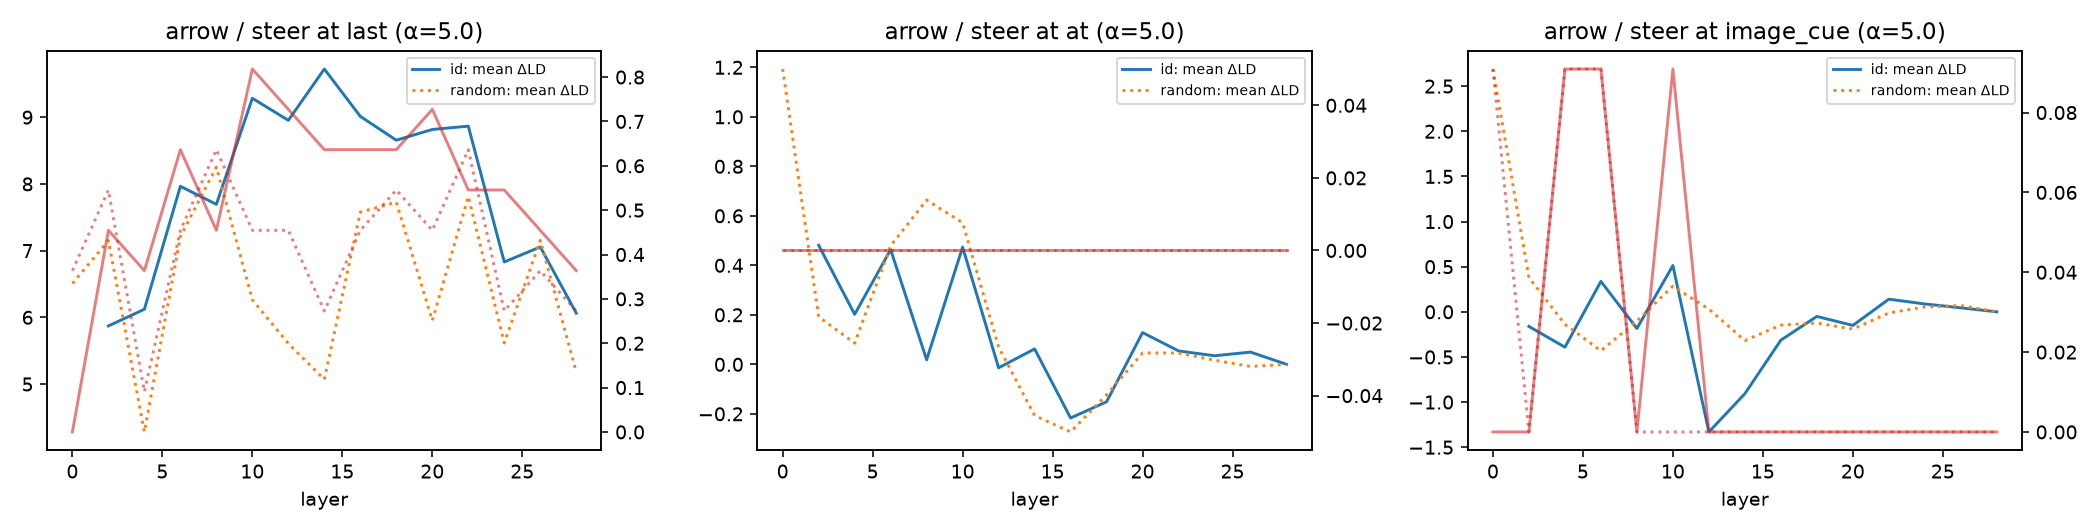 arrow / steer at last (α=5.0)
id: mean ΔLD
random: mean ΔLD
9
8
7
6
5
0.8
0.7
0.6
0.5
0.4
0.3
0.2
0.1
0.0
0 5 10 15 20 25
layer
arrow / steer at at (α=5.0)
id: mean ΔLD
random: mean ΔLD
1.2
1.0
0.8
0.6
0.4
0.2
0.0
−0.2
0.04
0.02
0.00
−0.02
−0.04
0 5 10 15 20 25
layer
arrow / steer at image_cue (α=5.0)
id: mean ΔLD
random: mean ΔLD
2.5
2.0
1.5
1.0
0.5
0.0
−0.5
−1.0
−1.5
0.08
0.06
0.04
0.02
0.00
0 5 10 15 20 25
layer